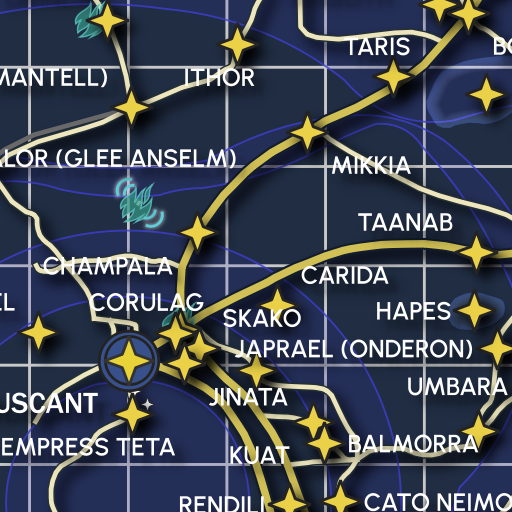 TARIS
BO
MANTELL)
ITHOR
ALOR (GLEE ANSELM)
MIKKIA
TAANAB
CHAMPALA
CARIDA
EL
CORULAG
SKAKO
HAPES
JAPRAEL (ONDERON)
UMBARA
JINATA
USCANT
EMPRESS TETA
KUAT
BALMORRA
RENDILI
CATO NEIMO